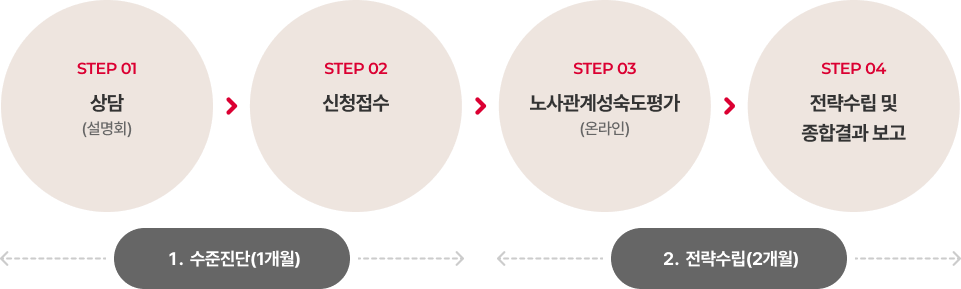 STEP 01
상담
(설명회)
STEP 02
신청접수
STEP 03
노사관계성숙도평가
(온라인)
STEP 04
전략수립 및
종합결과 보고
1. 수준진단(1개월)
2. 전략수립(2개월)